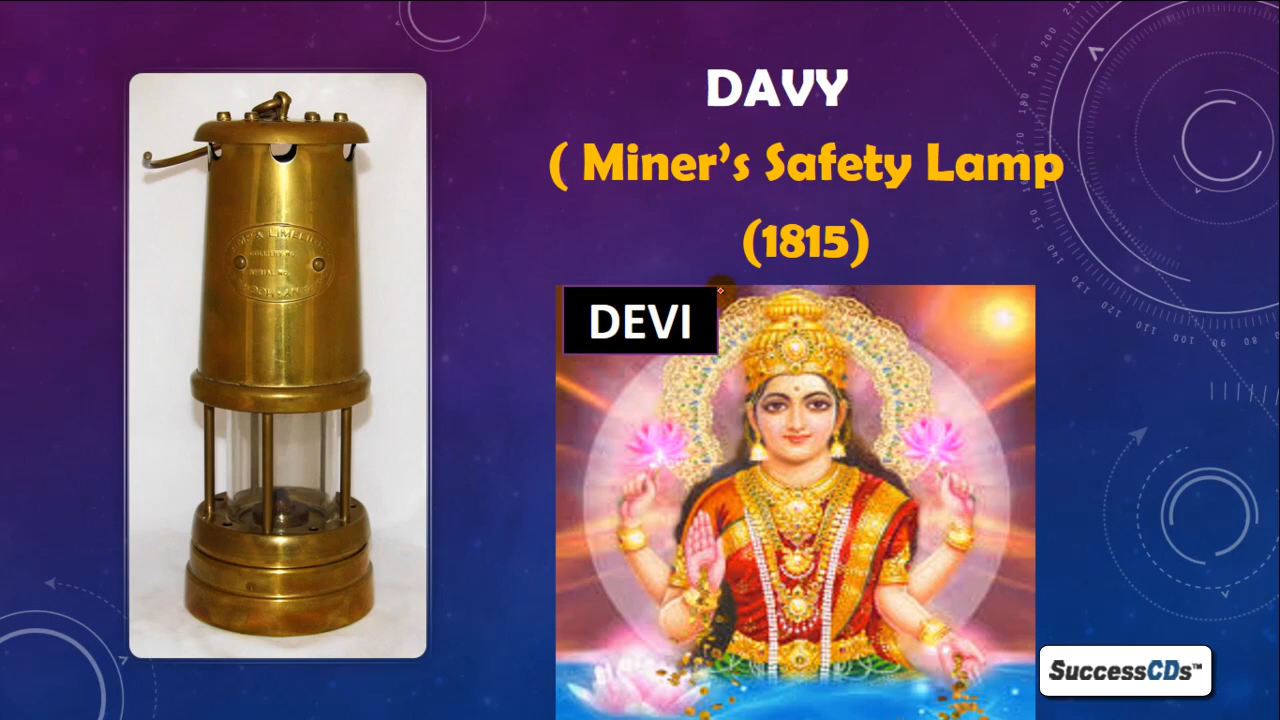 DAVY
( Miner's Safety Lamp
(1815)
DEVI
SuccessCDs™